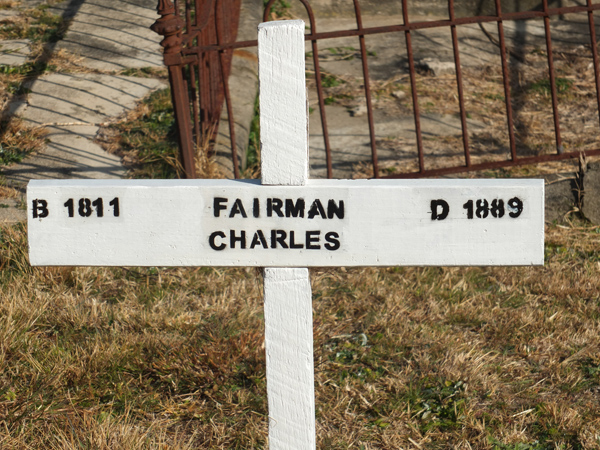 B 1811 FAIRMAN D 1889
CHARLES